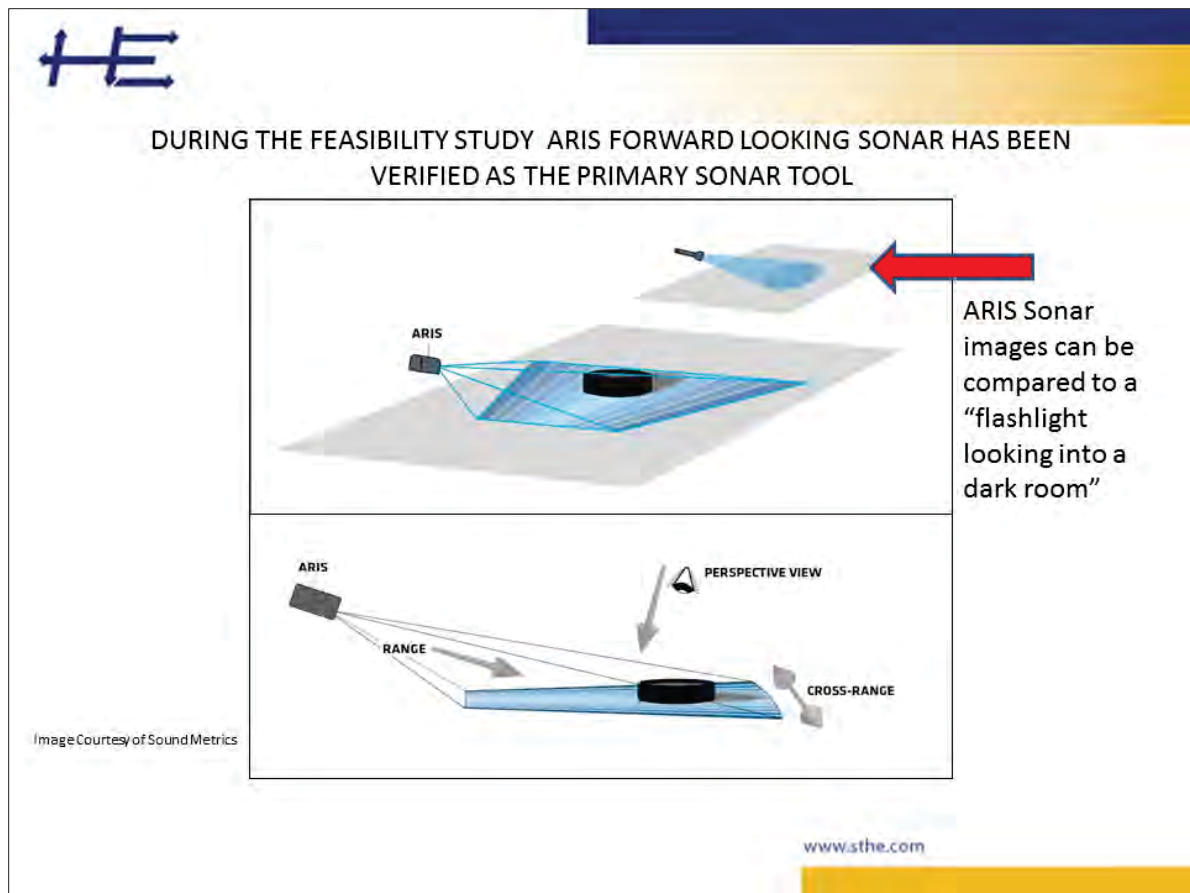 HE
DURING THE FEASIBILITY STUDY ARIS FORWARD LOOKING SONAR HAS BEEN
VERIFIED AS THE PRIMARY SONAR TOOL
ARIS
ARIS Sonar
images can be
compared to a
“flashlight
looking into a
dark room”
ARIS
PERSPECTIVE VIEW
RANGE
CROSS-RANGE
Image Courtesy of Sound Metrics
www.sthe.com